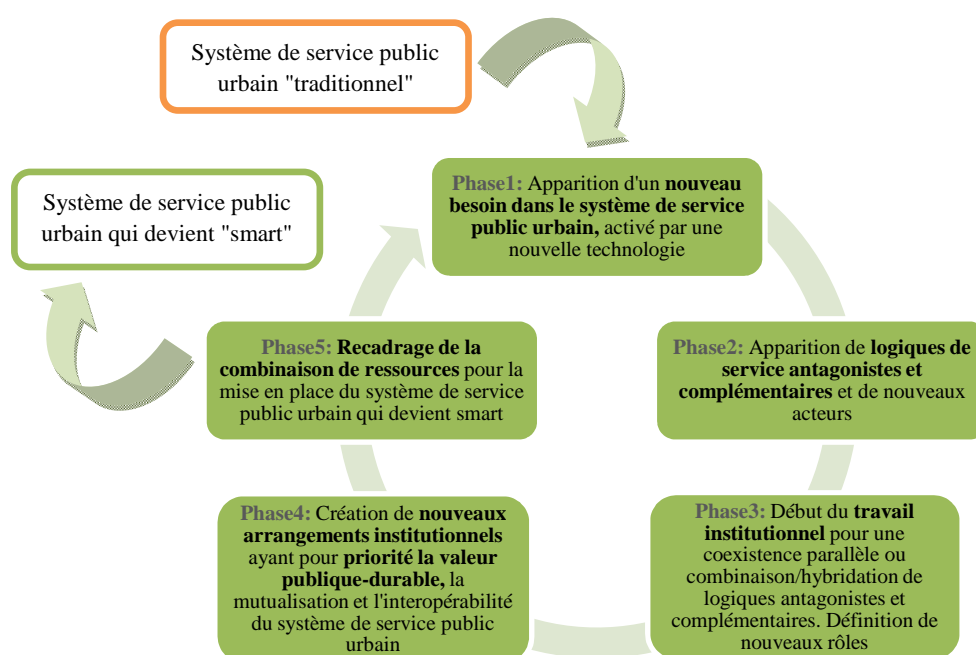 Système de service public
urbain "traditionnel"
Système de service public
urbain qui devient "smart"
Phase1: Apparition d'un nouveau
besoin dans le système de service
public urbain, activé par une
nouvelle technologie
Phase2: Apparition de logiques de
service antagonistes et
complémentaires et de nouveaux
acteurs
Phase3: Début du travail
institutionnel pour une
coexistence parallèle ou
combinaison/hybridation de
logiques antagonistes et
complémentaires. Définition de
nouveaux rôles
Phase4: Création de nouveaux
arrangements institutionnels
ayant pour priorité la valeur
publique-durable, la
mutualisation et l'interopérabilité
du système de service public
urbain
Phase5: Recadrage de la
combinaison de ressources pour la
mise en place du système de service
public urbain qui devient smart